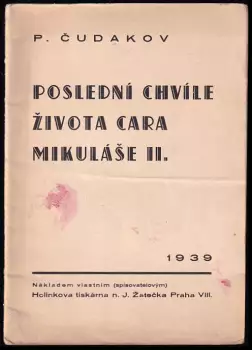 P. ČUDAKOV
POSLEDNÍ CHVÍLE
ŽIVOTA CARA
MIKULÁŠE II.
1939
Nákladem vlastním (spisovatelovým)
Holinkova tiskárna n. J. Žatečka Praha VIII.